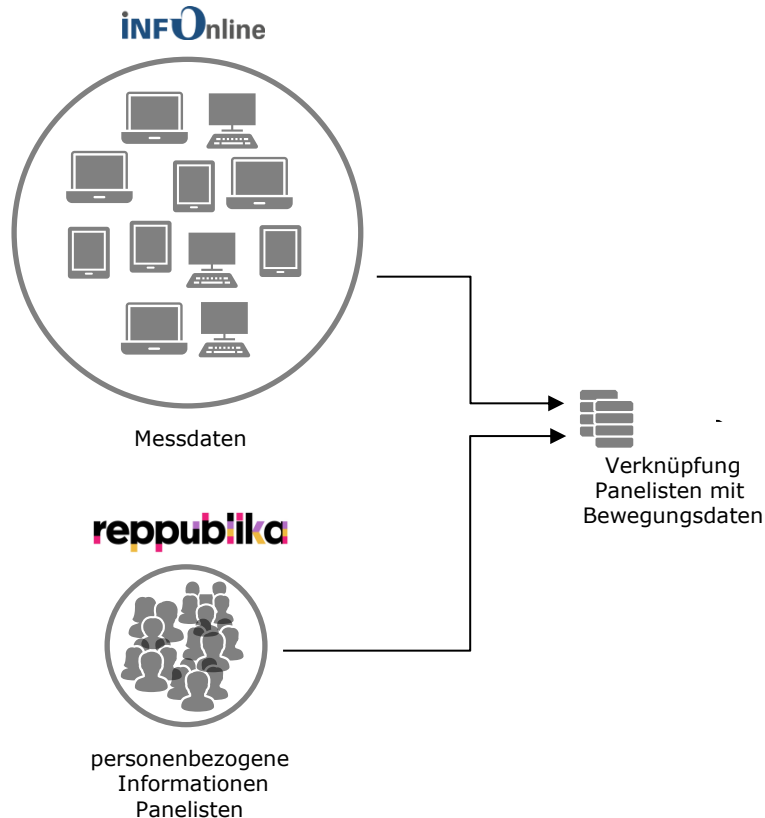 INFOnline
Messdaten
Verknüpfung
Panelisten mit
Bewegungsdaten
reppublika
personenbezogene
Informationen
Panelisten